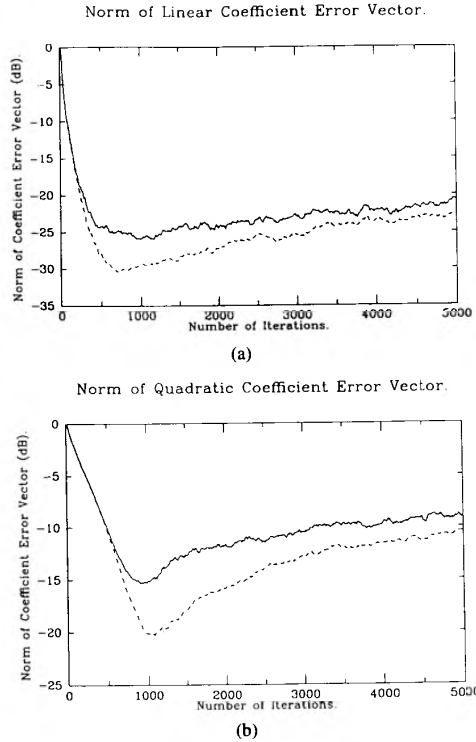 Norm of Linear Coefficient Error Vector.
Norm of Coefficient Error Vector (dB).
0
-5
-10
-15
-20
-25
-30
-35
0 1000 2000 3000 4000 5000
Number of Iterations.
(a)
Norm of Quadratic Coefficient Error Vector.
Norm of Coefficient Error Vector (dB).
0
-5
-10
-15
-20
-25
0 1000 2000 3000 4000 5000
Number of Iterations.
(b)